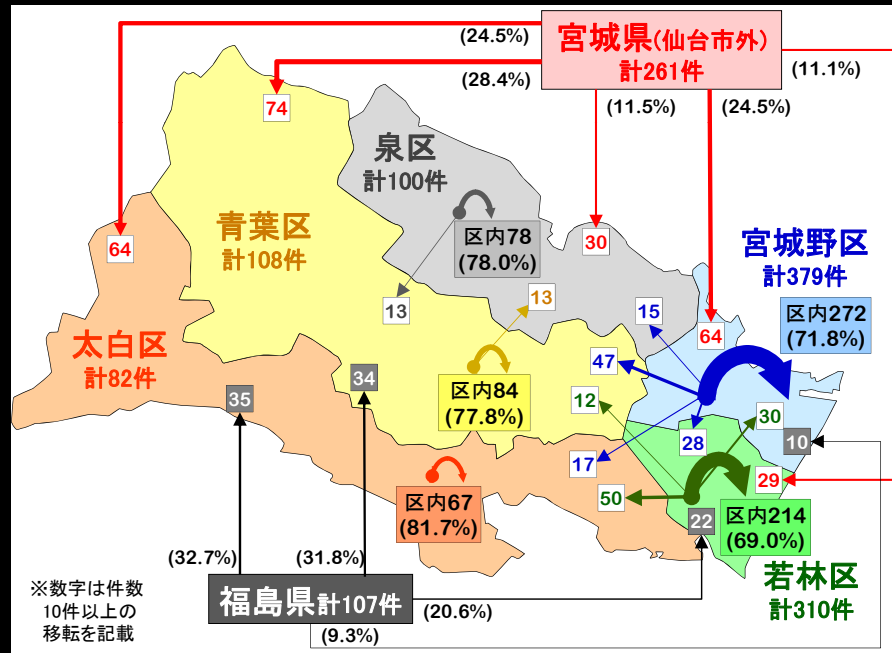 (24.5%)
宮城県(仙台市外)
計261件
(28.4%)
(11.1%)
(11.5%)
(24.5%)
74
泉区
計100件
青葉区
計108件
区内78
(78.0%)
30
宮城野区
計379件
64
13
13
15
64
区内272
(71.8%)
太白区
計82件
47
34
35
区内84
(77.8%)
12
30
28
10
17
29
区内67
(81.7%)
50
22
区内214
(69.0%)
(32.7%)
(31.8%)
若林区
計310件
※数字は件数
10件以上の
移転を記載
福島県計107件
(20.6%)
(9.3%)